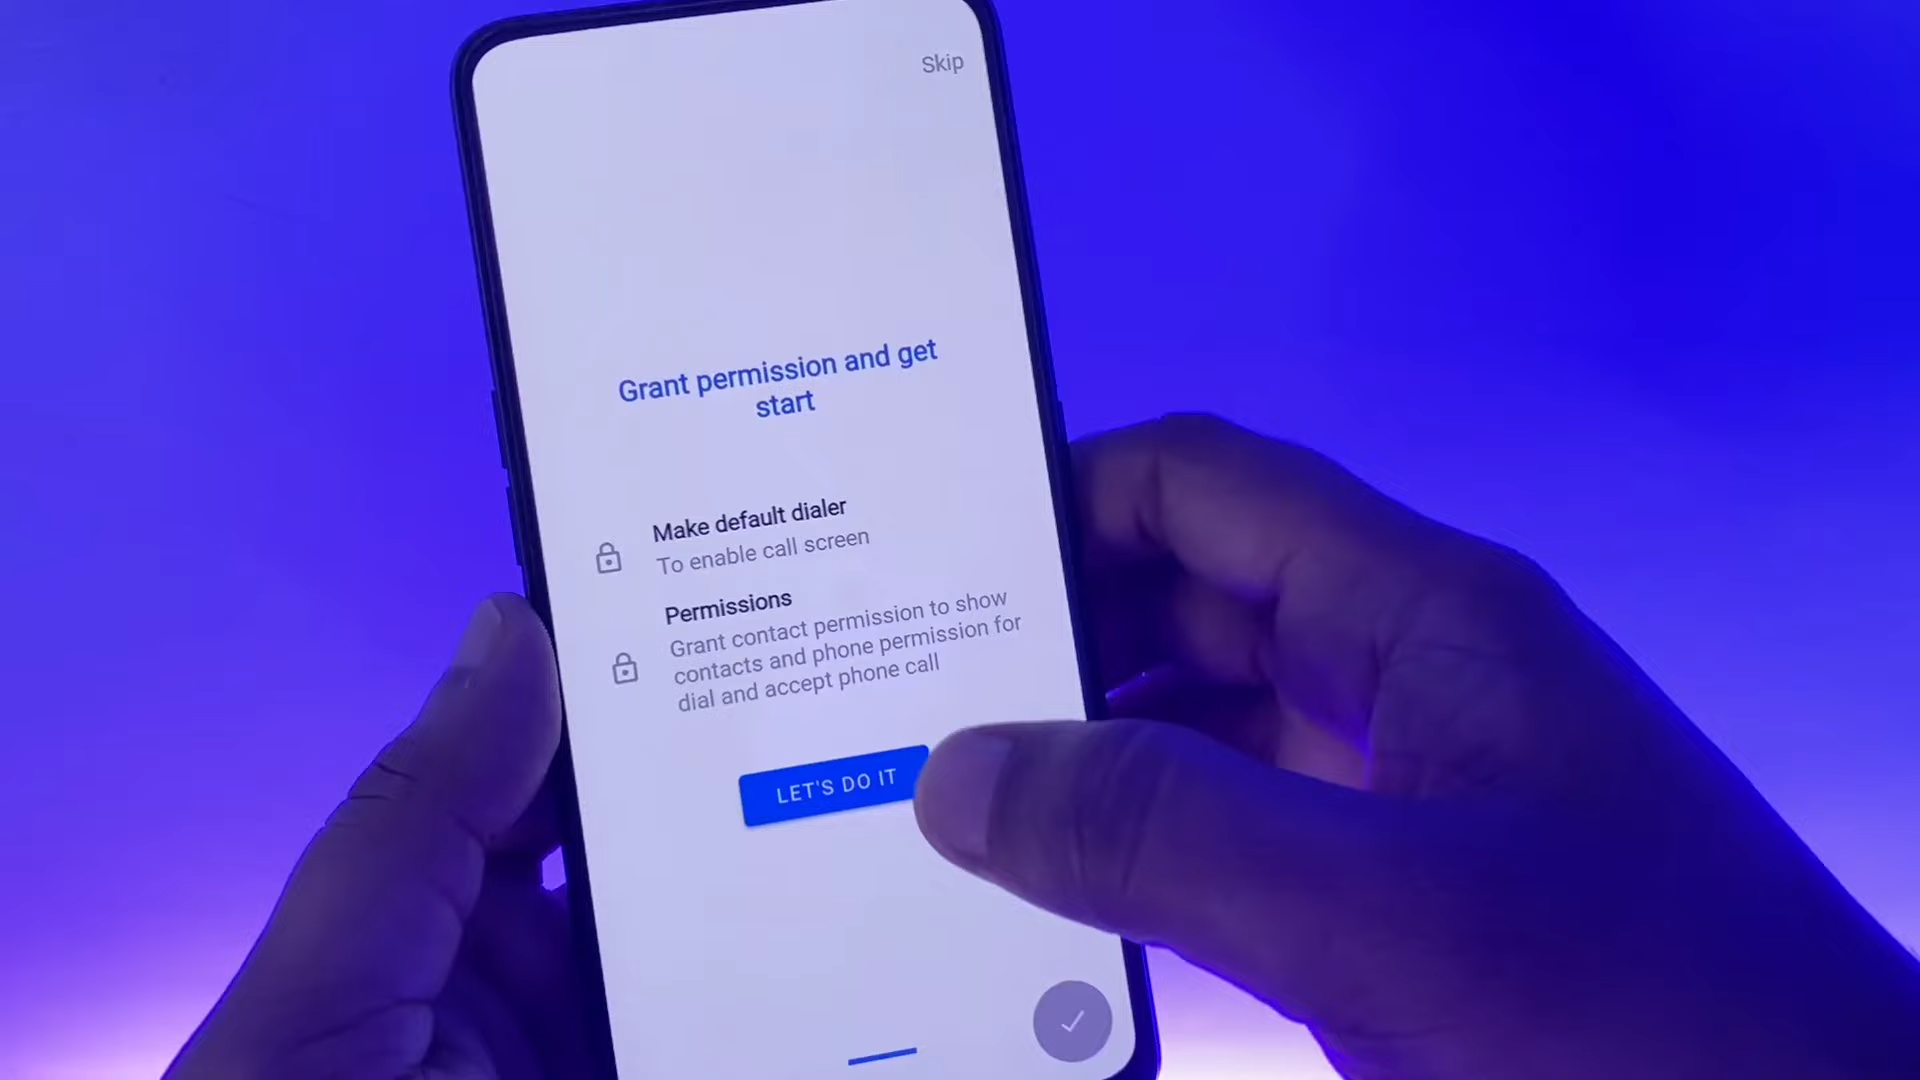 Skip
Grant permission and get
start
Make default dialer
To enable call screen
Permissions
Grant contact permission to show
contacts and phone permission for
dial and accept phone call
LET'S DO IT